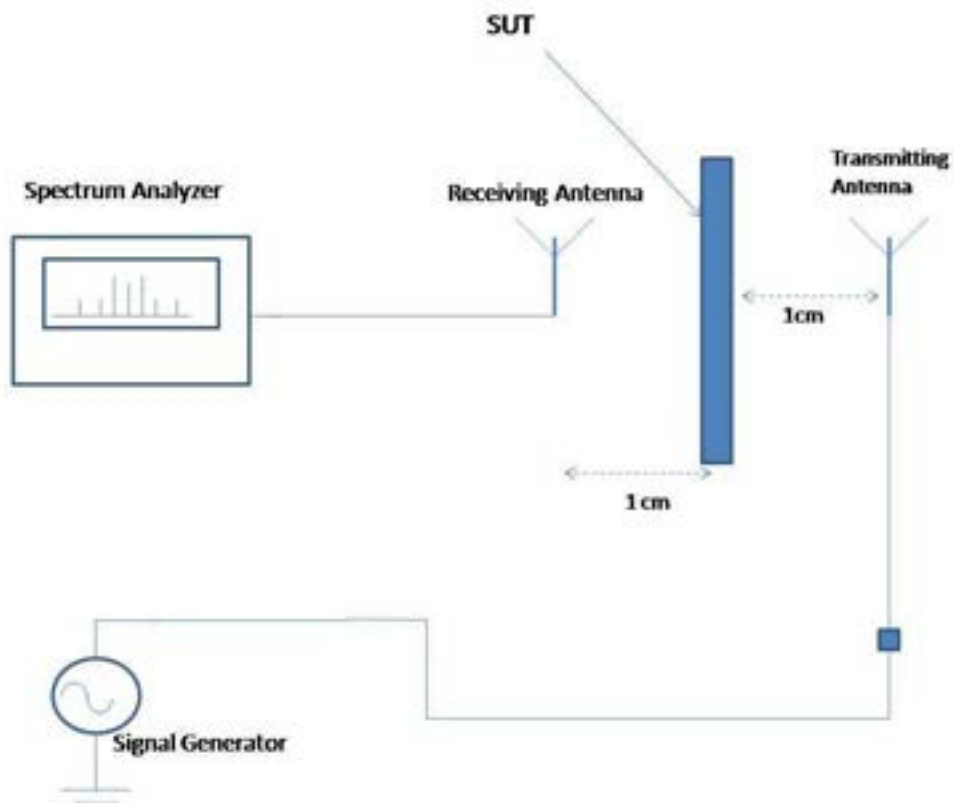 SUT
Spectrum Analyzer
Receiving Antenna
Transmitting
Antenna
1cm
1 cm
Signal Generator